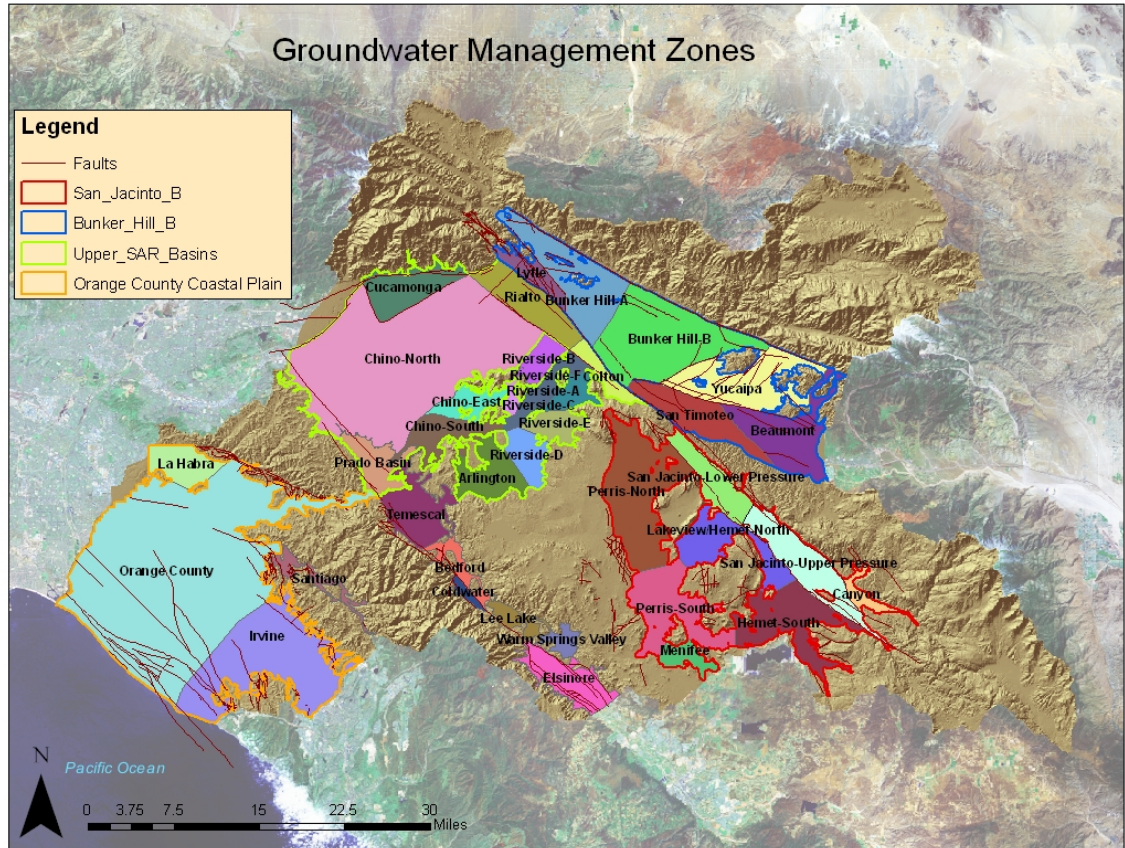 Groundwater Management Zones
Legend
Faults
San_Jacinto_B
Bunker_Hill_B
Upper_SAR_Basins
Orange County Coastal Plain
Cucamonga
Lytle
Rialto
Bunker Hill-A
Bunker Hill-B
Chino-North
Riverside-B
Riverside-F
Colton
Riverside-A
Yucaipa
Chino-East
Riverside-C
San Timoteo
Chino-South
Riverside-E
Beaumont
La Habra
Prado Basin
Riverside-D
Arlington
San Jacinto-Lower Pressure
Perris-North
Temescal
Lakeview/Hemet-North
Orange County
Santiago
Bedford
San Jacinto-Upper Pressure
Coldwater
Canyon
Lee Lake
Perris-South
Hemet-South
Irvine
Warm Springs Valley
Menifee
Elsinore
N
Pacific Ocean
0 3.75 7.5 15 22.5 30
Miles